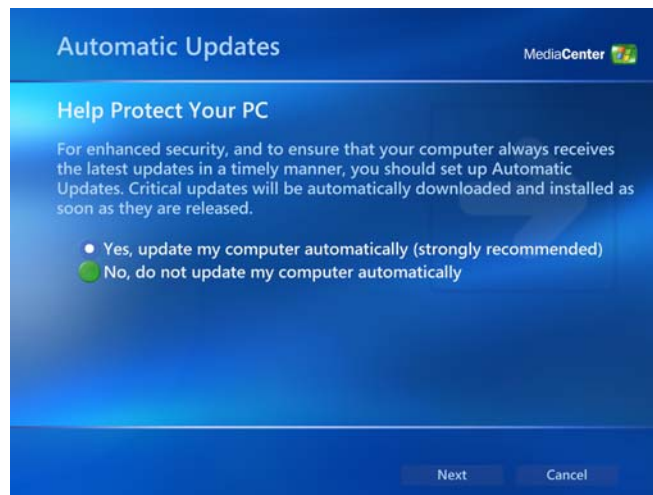 Automatic Updates
MediaCenter
Help Protect Your PC
For enhanced security, and to ensure that your computer always receives
the latest updates in a timely manner, you should set up Automatic
Updates. Critical updates will be automatically downloaded and installed as
soon as they are released.
Yes, update my computer automatically (strongly recommended)
No, do not update my computer automatically
Next Cancel